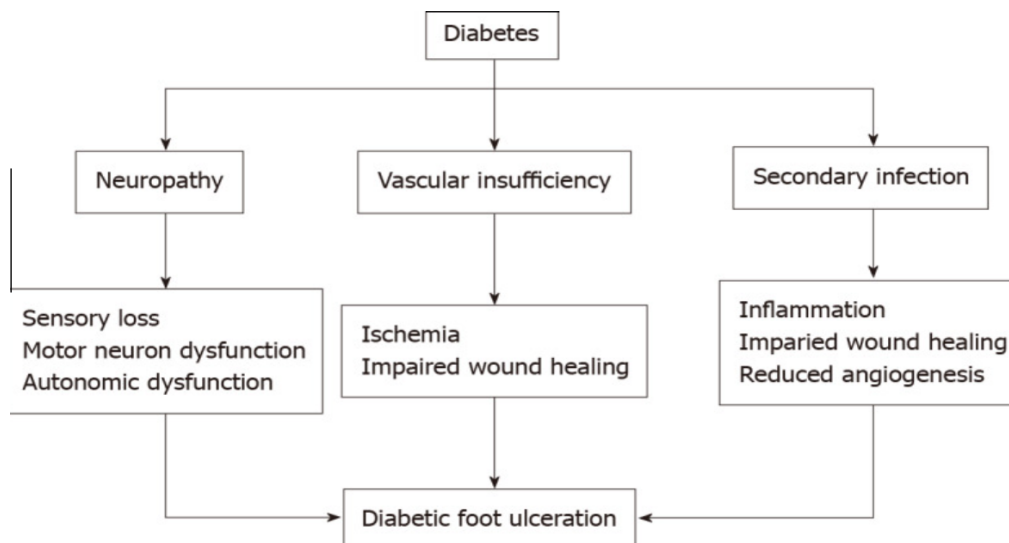 Diabetes
Neuropathy
Vascular insufficiency
Secondary infection
Sensory loss
Motor neuron dysfunction
Autonomic dysfunction
Ischemia
Impaired wound healing
Inflammation
Imparied wound healing
Reduced angiogenesis
Diabetic foot ulceration